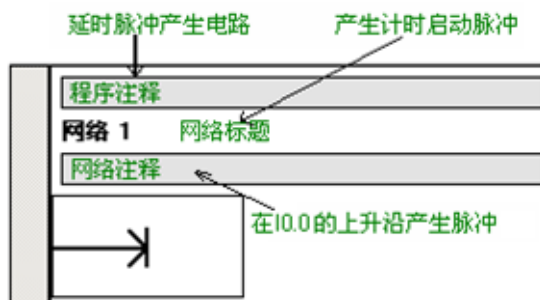 延时脉冲产生电路
产生计时启动脉冲
程序注释
网络 1 网络标题
网络注释
在I0.0的上升沿产生脉冲